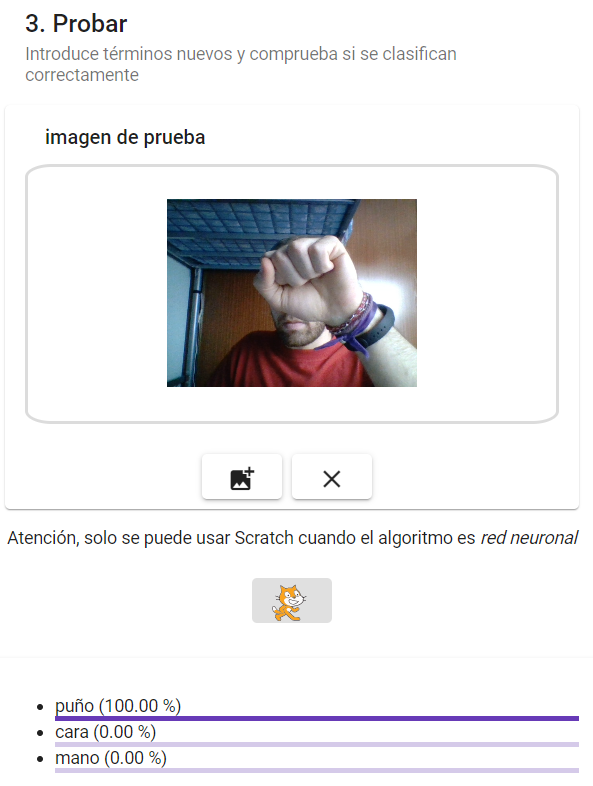 3. Probar
Introduce términos nuevos y comprueba si se clasifican
correctamente
imagen de prueba
Atención, solo se puede usar Scratch cuando el algoritmo es red neuronal
puño (100.00 %)
cara (0.00 %)
mano (0.00 %)